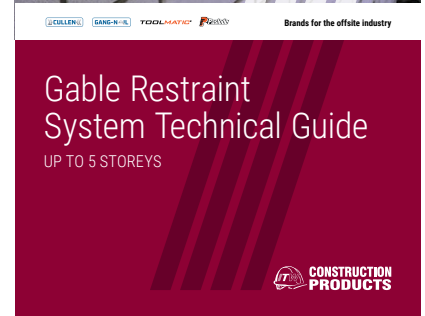 CULLEN
GANG-NAIL
TOOLMATIC
Paslode
Brands for the offsite industry
Gable Restraint
System Technical Guide
UP TO 5 STOREYS
ITW
CONSTRUCTION
PRODUCTS